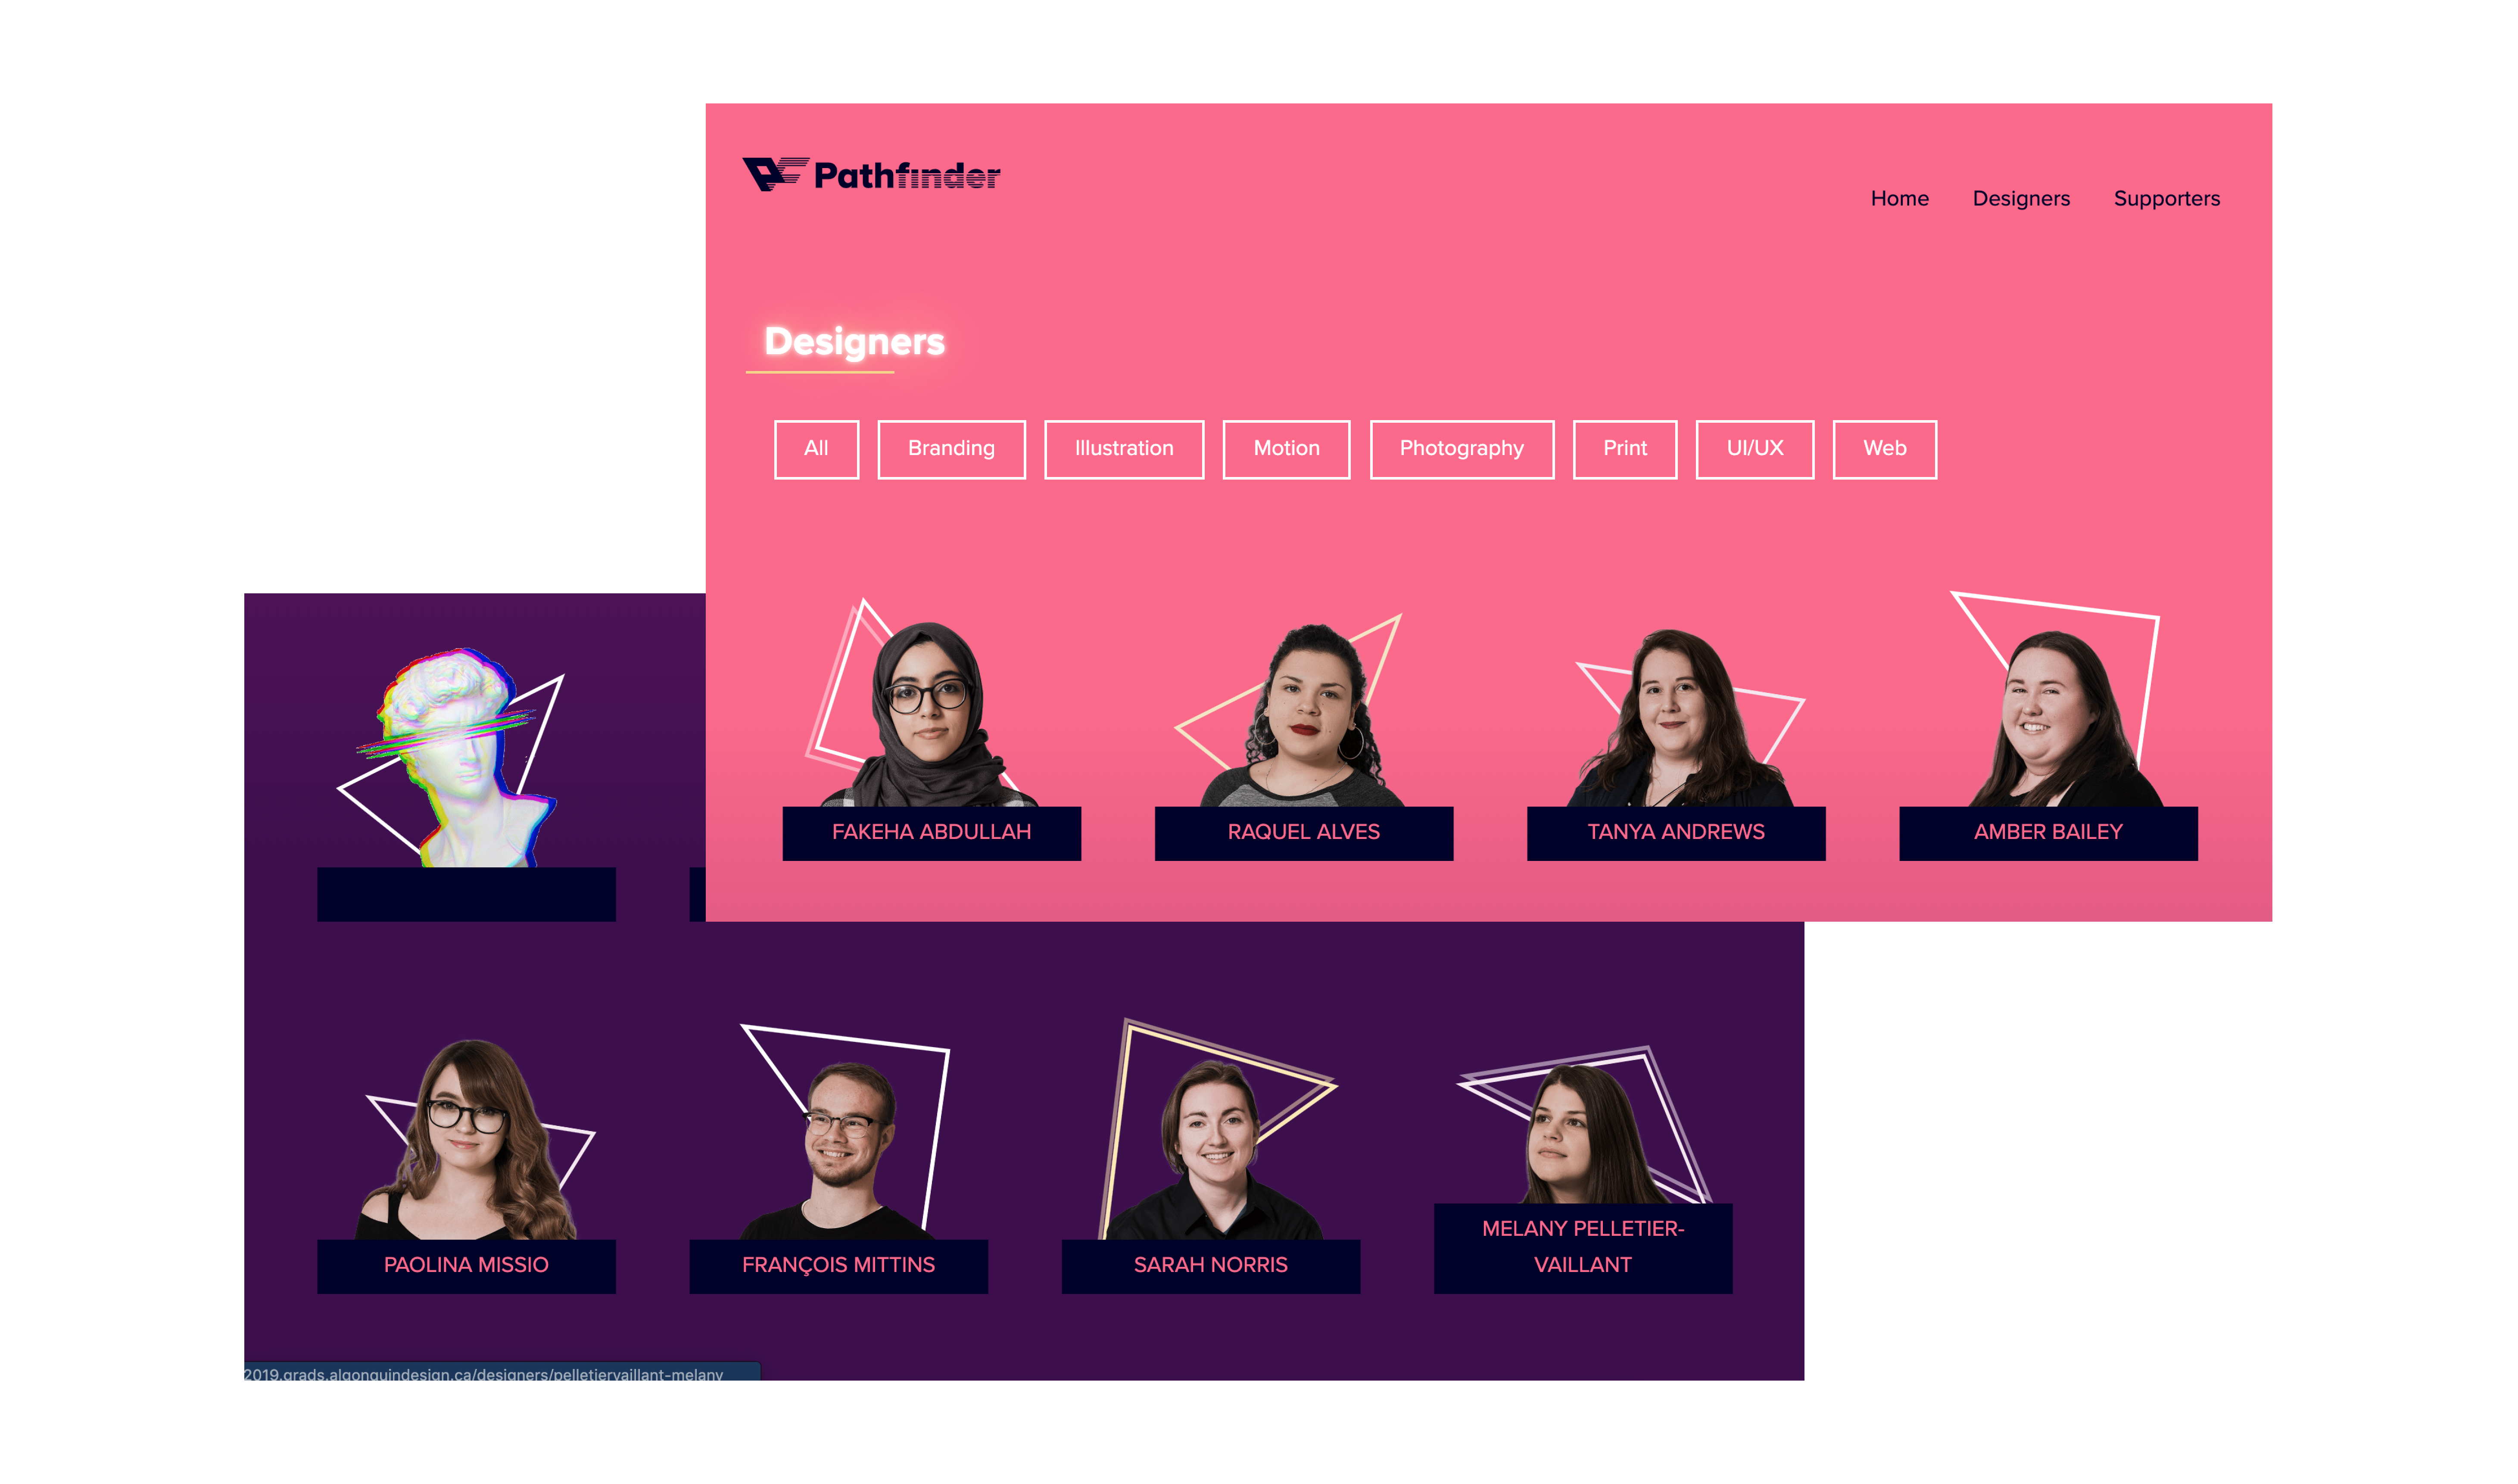 Pathfinder
Home Designers Supporters
Designers
All Branding Illustration Motion Photography Print UI/UX Web
FAKEHA ABDULLAH RAQUEL ALVES TANYA ANDREWS AMBER BAILEY
PAOLINA MISSIO FRANÇOIS MITTINS SARAH NORRIS MELANY PELLETIER-
VAILLANT
2019.grads.algonquindesign.ca/designers/pelletiervaillant-melany